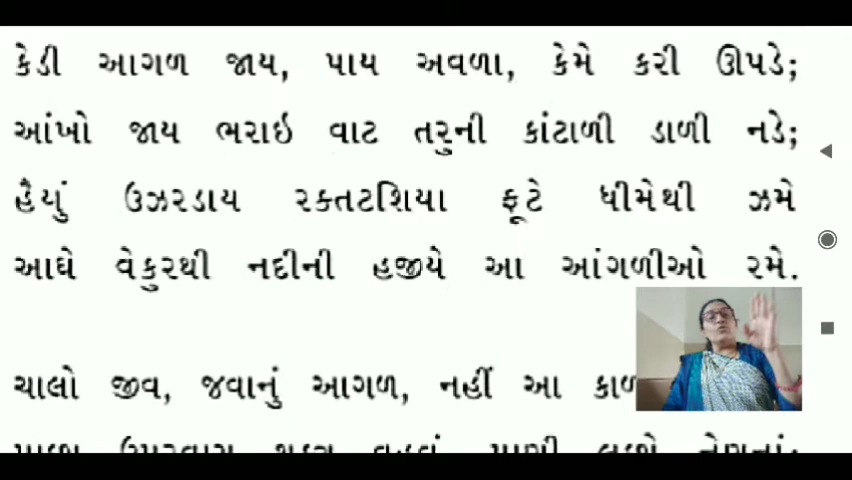 કેડી આગળ જાય, પાય અવળા, કેમે કરી ઊપડે;
આંખો જાય ભરાઇ વાટ તરુની કાંટાળી ડાળી નડે;
હૈયું ઉઝરડાય રક્તટશિયા ફૂટે ધીમેથી ઝમે
આઘે વેકુરથી નદીની હજીયે આ આંગળીઓ રમે.
ચાલો જીવ, જવાનું આગળ, નહીં આ